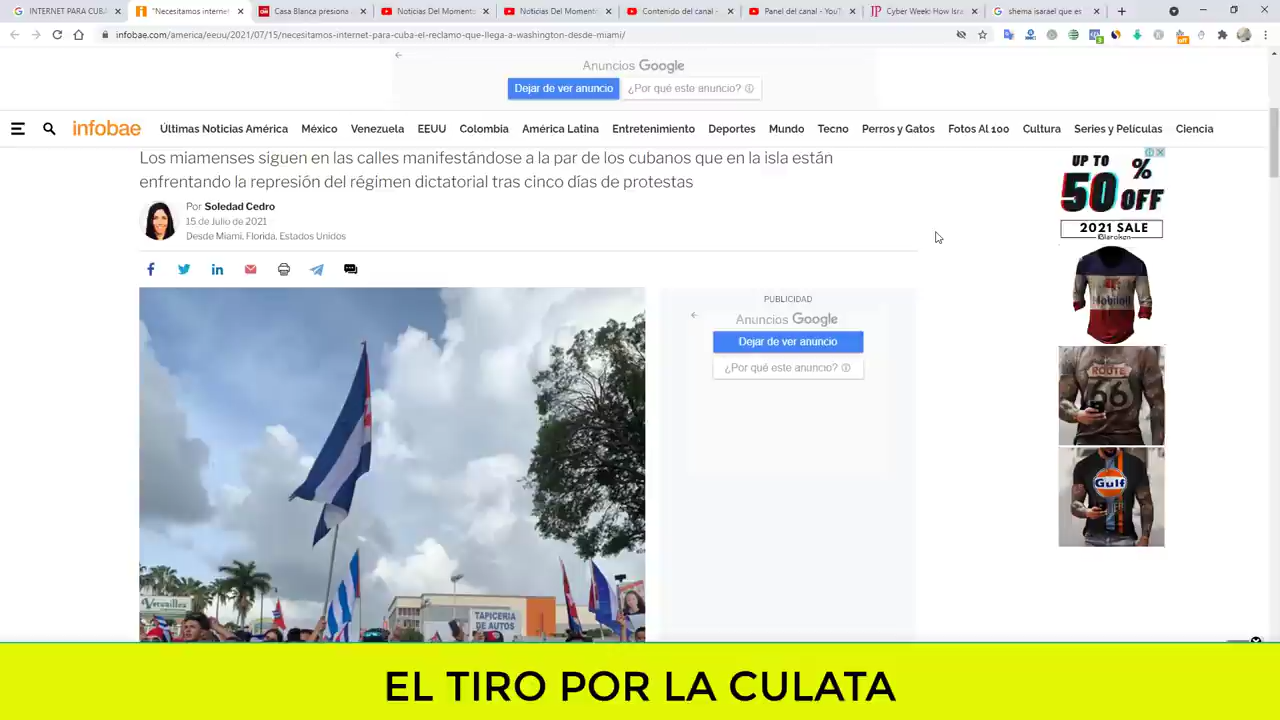 INTERNET PARA CUBA
"Necesitamos internet
Casa Blanca presiona
Noticias Del Momento
Noticias Del Momento
Contenido del canal -
Panel del canal - YouT
Cyber Week: How Isra
shema isarael que es
infobae.com/america/eeuu/2021/07/15/necesitamos-internet-para-cuba-el-reclamo-que-llega-a-washington-desde-miami/
Anuncios Google
Dejar de ver anuncio
¿Por qué este anuncio?
infobae
Últimas Noticias América
México
Venezuela
EEUU
Colombia
América Latina
Entretenimiento
Deportes
Mundo
Tecno
Perros y Gatos
Fotos Al 100
Cultura
Series y Películas
Ciencia
Los miamenses siguen en las calles manifestándose a la par de los cubanos que en la isla están
enfrentando la represión del régimen dictatorial tras cinco días de protestas
Por Soledad Cedro
15 de Julio de 2021
Desde Miami, Florida, Estados Unidos
PUBLICIDAD
Anuncios Google
Dejar de ver anuncio
¿Por qué este anuncio?
UP TO
50% OFF
2021 SALE
Mobiloil
ROUTE
66
Gulf
Versailles
TAPICERIA
DE AUTOS
EL TIRO POR LA CULATA